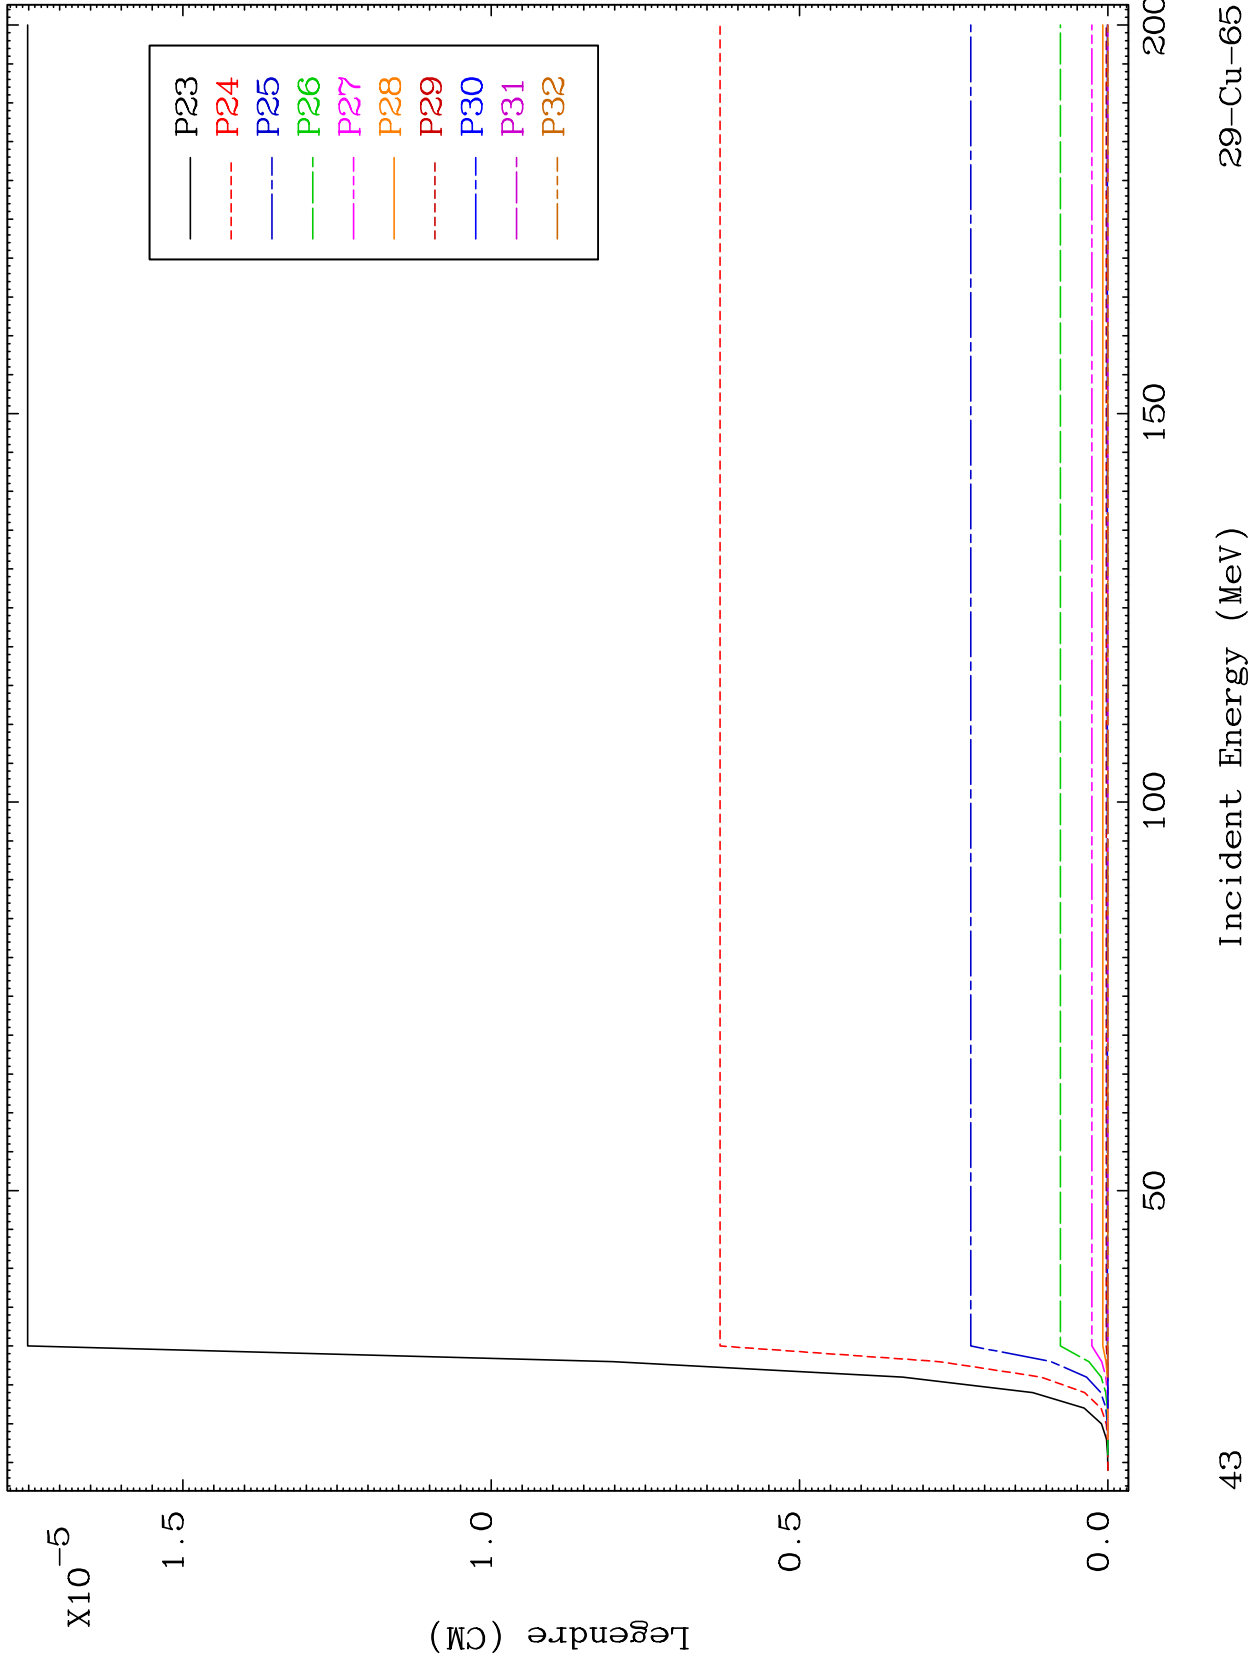 X10-5
1.5
1.0
0.5
0.0
Legendre (CM)
P23
P24
P25
P26
P27
P28
P29
P30
P31
P32
50
100
150
200
Incident Energy (MeV)
43
29-Cu-65